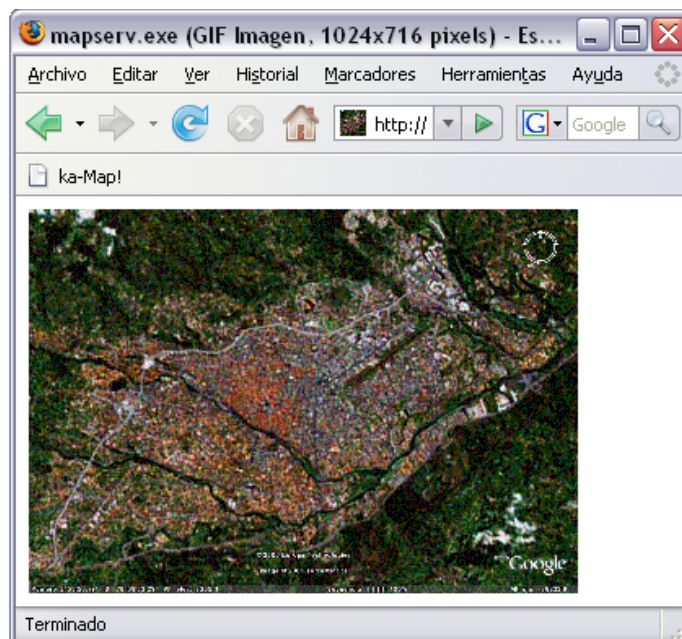 mapserv.exe (GIF Imagen, 1024x716 pixels) - Es...
Archivo Editar Ver Historial Marcadores Herramientas Ayuda
http:// G Google
ka-Map!
Google
Terminado